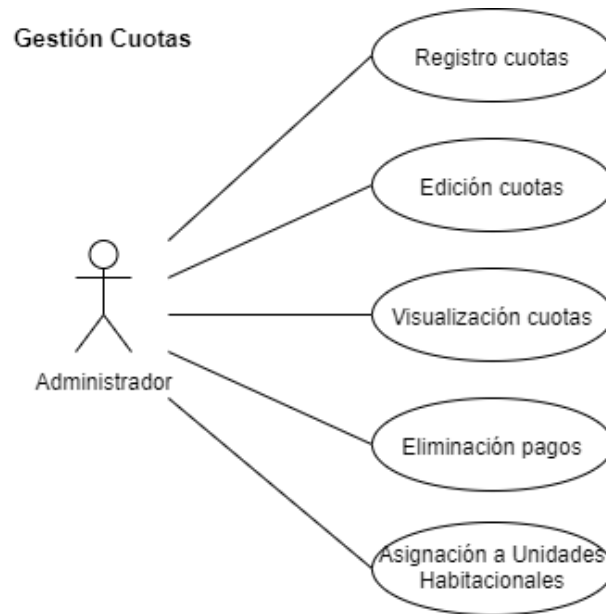 Gestión Cuotas
Registro cuotas
Edición cuotas
Visualización cuotas
Administrador
Eliminación pagos
Asignación a Unidades
Habitacionales